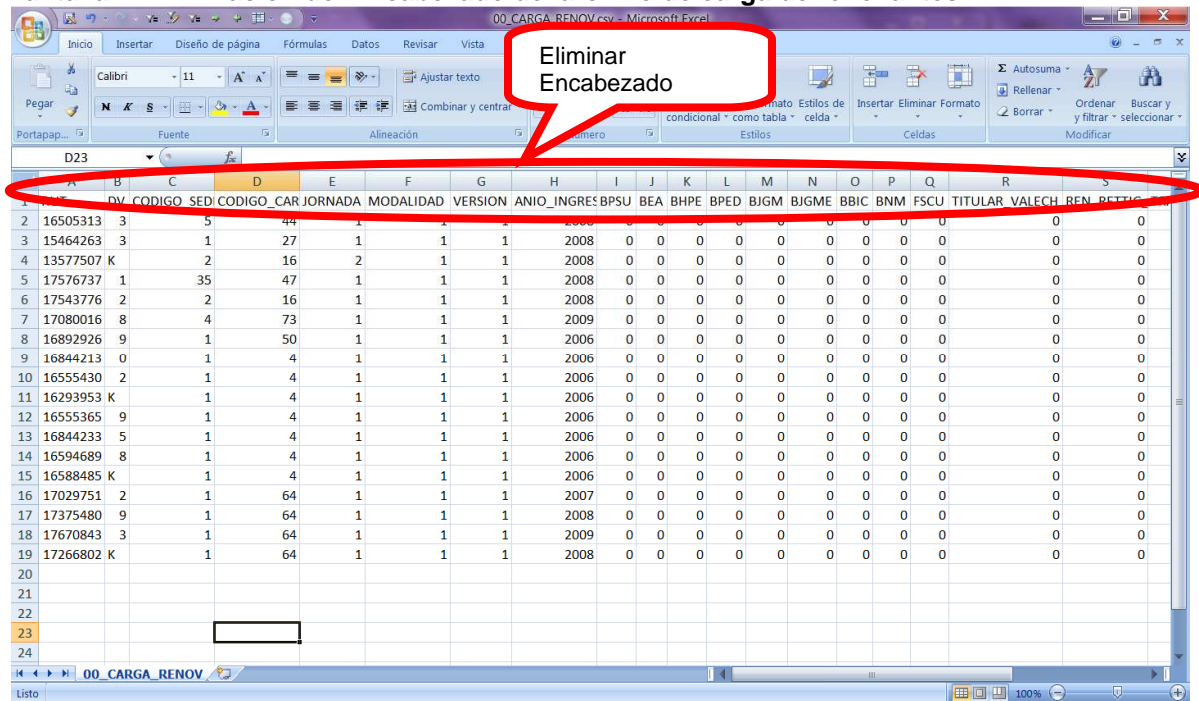 00_CARGA_RENOV.csv - Microsoft Excel
Inicio Insertar Diseño de página Fórmulas Datos Revisar Vista
Eliminar
Encabezado
Calibri 11 A A Ajustar texto Σ Autosuma
Pegar Rellenar
N K S A Combinar y centrar condicional como tabla Estilos de celda Insertar Eliminar Formato Borrar Ordenar y filtrar Buscar y seleccionar
Portapap... Fuente Alineación Número Estilos Celdas Modificar
D23 fx
A B C D E F G H I J K L M N O P Q R S
1 DV CODIGO_SED CODIGO_CAR JORNADA MODALIDAD VERSION ANIO_INGRES BPSU BEA BHPE BPED BJGM BJGME BBIC BNM FSCU TITULAR_VALECH
2 16505313 3 5 44 1 1 1 2008 0 0 0 0 0 0 0 0 0 0 0
3 15464263 3 1 27 1 1 1 2008 0 0 0 0 0 0 0 0 0 0 0
4 13577507 K 2 16 2 1 1 2008 0 0 0 0 0 0 0 0 0 0 0
5 17576737 1 35 47 1 1 1 2008 0 0 0 0 0 0 0 0 0 0 0
6 17543776 2 2 16 1 1 1 2008 0 0 0 0 0 0 0 0 0 0 0
7 17080016 8 4 73 1 1 1 2009 0 0 0 0 0 0 0 0 0 0 0
8 16892926 9 1 50 1 1 1 2006 0 0 0 0 0 0 0 0 0 0 0
9 16844213 0 1 4 1 1 1 2006 0 0 0 0 0 0 0 0 0 0 0
10 16555430 2 1 4 1 1 1 2006 0 0 0 0 0 0 0 0 0 0 0
11 16293953 K 1 4 1 1 1 2006 0 0 0 0 0 0 0 0 0 0 0
12 16555365 9 1 4 1 1 1 2006 0 0 0 0 0 0 0 0 0 0 0
13 16844233 5 1 4 1 1 1 2006 0 0 0 0 0 0 0 0 0 0 0
14 16594689 8 1 4 1 1 1 2006 0 0 0 0 0 0 0 0 0 0 0
15 16588485 K 1 4 1 1 1 2006 0 0 0 0 0 0 0 0 0 0 0
16 17029751 2 1 64 1 1 1 2007 0 0 0 0 0 0 0 0 0 0 0
17 17375480 9 1 64 1 1 1 2008 0 0 0 0 0 0 0 0 0 0 0
18 17670843 3 1 64 1 1 1 2009 0 0 0 0 0 0 0 0 0 0 0
19 17266802 K 1 64 1 1 1 2008 0 0 0 0 0 0 0 0 0 0 0
20
21
22
23
24
00_CARGA_RENOV
Listo 100%